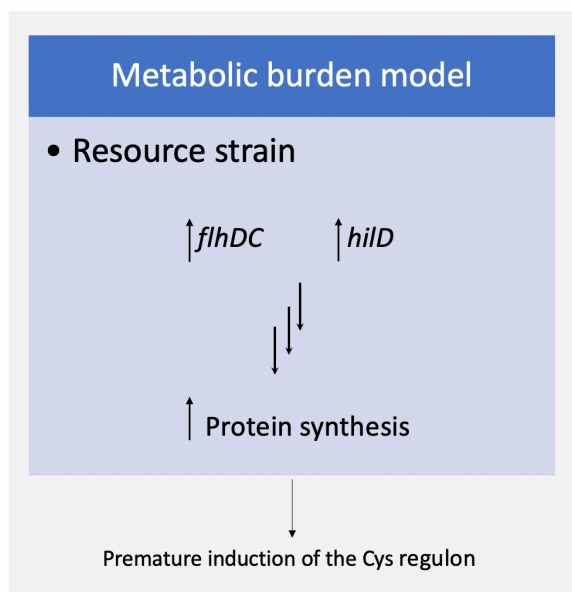 Metabolic burden model
• Resource strain
flhDC hilD
Protein synthesis
Premature induction of the Cys regulon